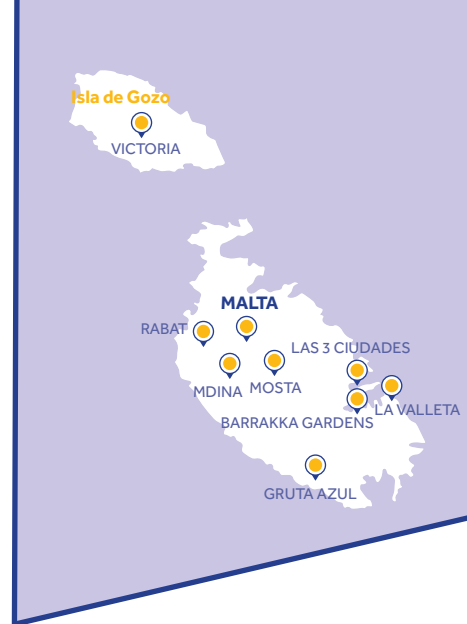 Isla de Gozo
VICTORIA
MALTA
RABAT
LAS 3 CIUDADES
MDINA
MOSTA
LA VALLETA
BARRAKKA GARDENS
GRUTA AZUL